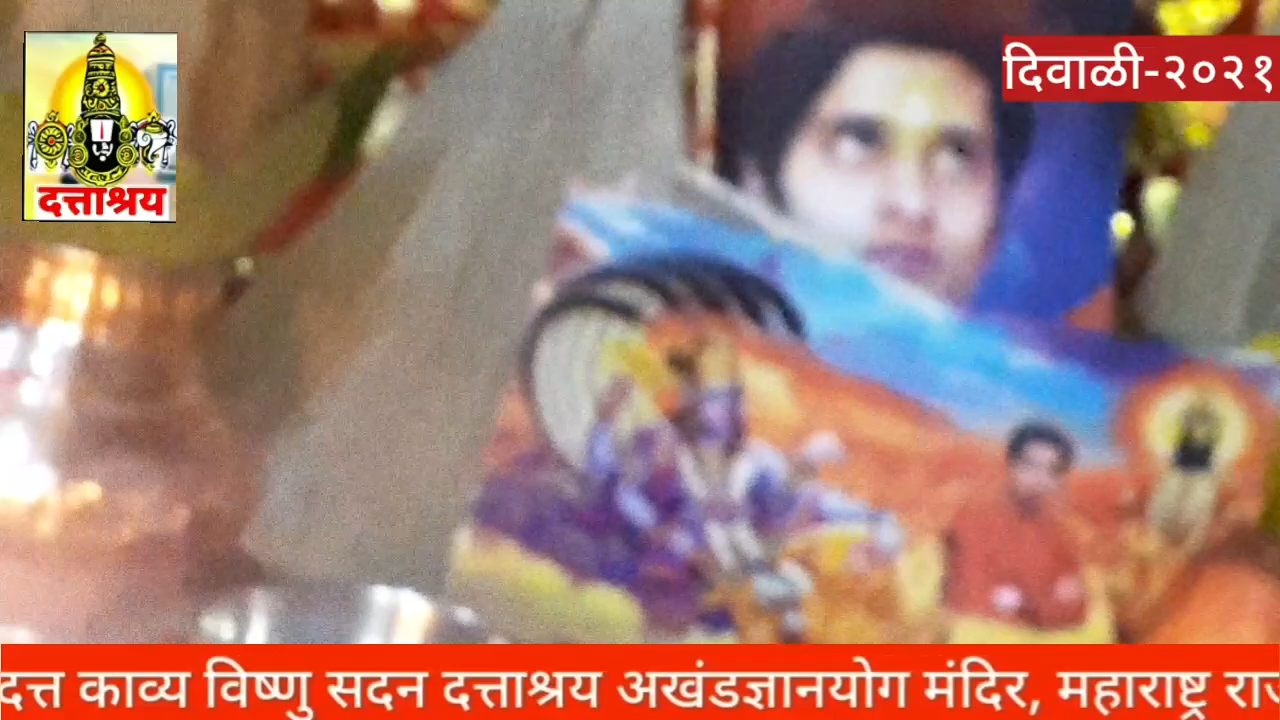 दिवाळी-२०२१
दत्ताश्रय
दत्त काव्य विष्णु सदन दत्ताश्रय अखंडज्ञानयोग मंदिर, महाराष्ट्र